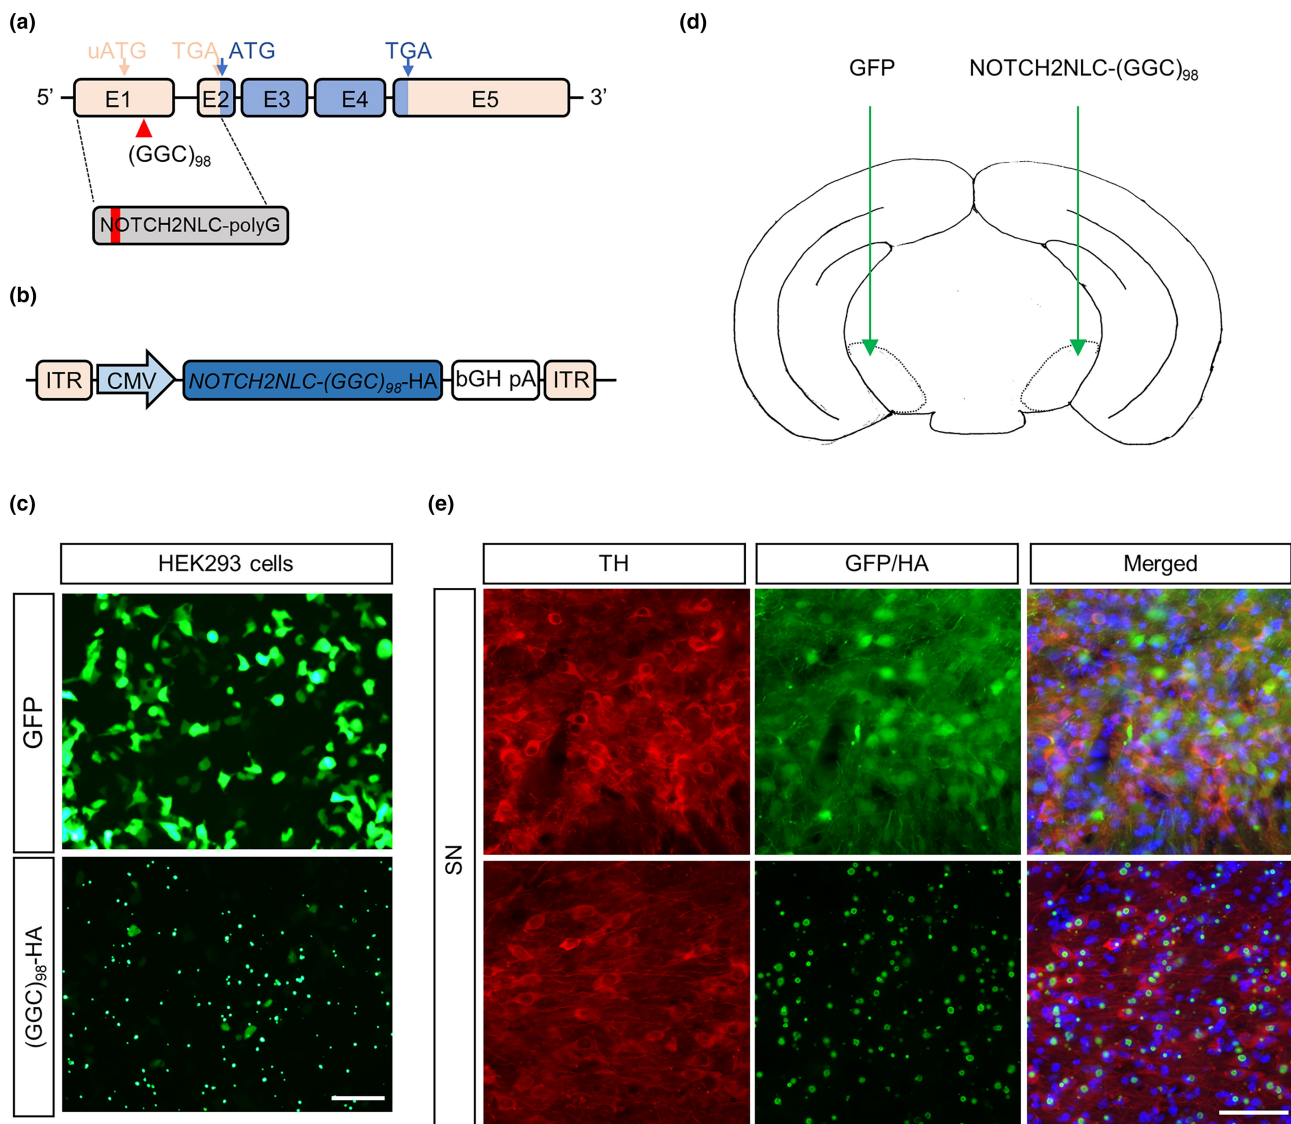 (a)
uATG TGA ATG TGA
5’ E1 E2 E3 E4 E5 3’
(GGC)98
NOTCH2NLC-polyG
(b)
ITR CMV NOTCH2NLC-(GGC)98-HA bGH pA ITR
(c)
HEK293 cells
GFP
(GGC)98-HA
(d)
GFP NOTCH2NLC-(GGC)98
(e)
TH GFP/HA Merged
SN